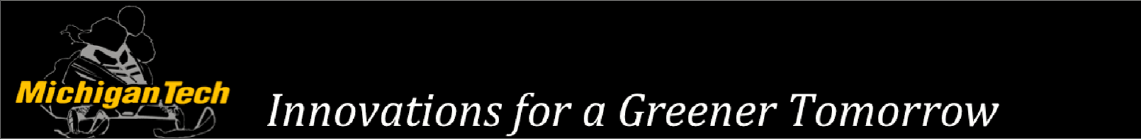 MichiganTech
Innovations for a Greener Tomorrow